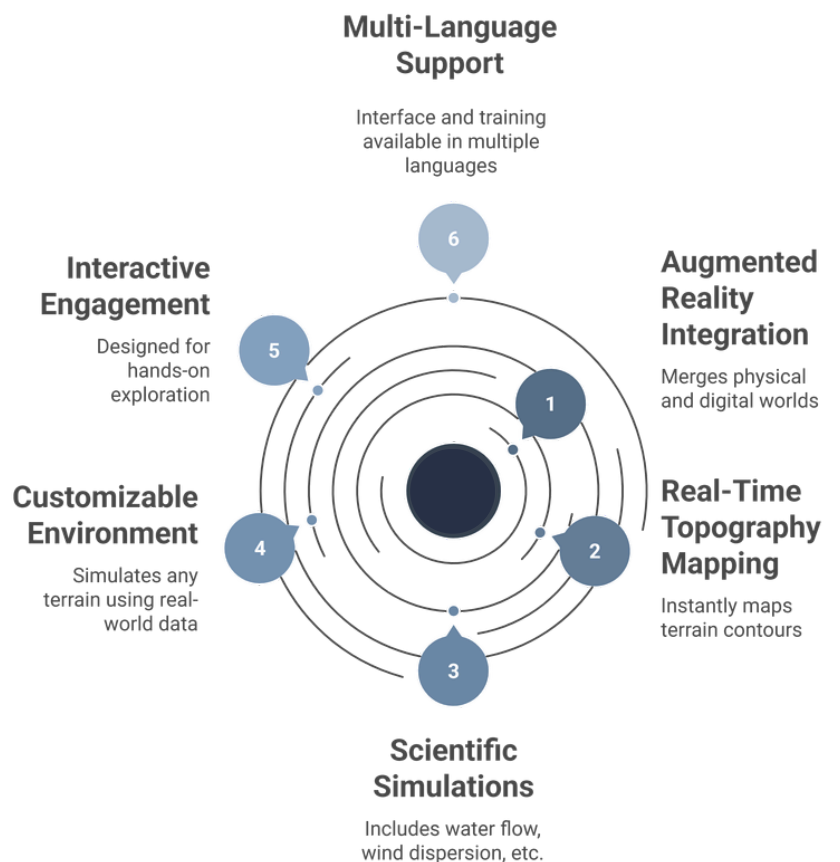 Multi-Language
Support
Interface and training
available in multiple
languages
6
Augmented
Reality
Integration
Merges physical
and digital worlds
1
Real-Time
Topography
Mapping
Instantly maps
terrain contours
2
3
Scientific
Simulations
Includes water flow,
wind dispersion, etc.
Customizable
Environment
Simulates any
terrain using real-
world data
4
Interactive
Engagement
Designed for
hands-on
exploration
5